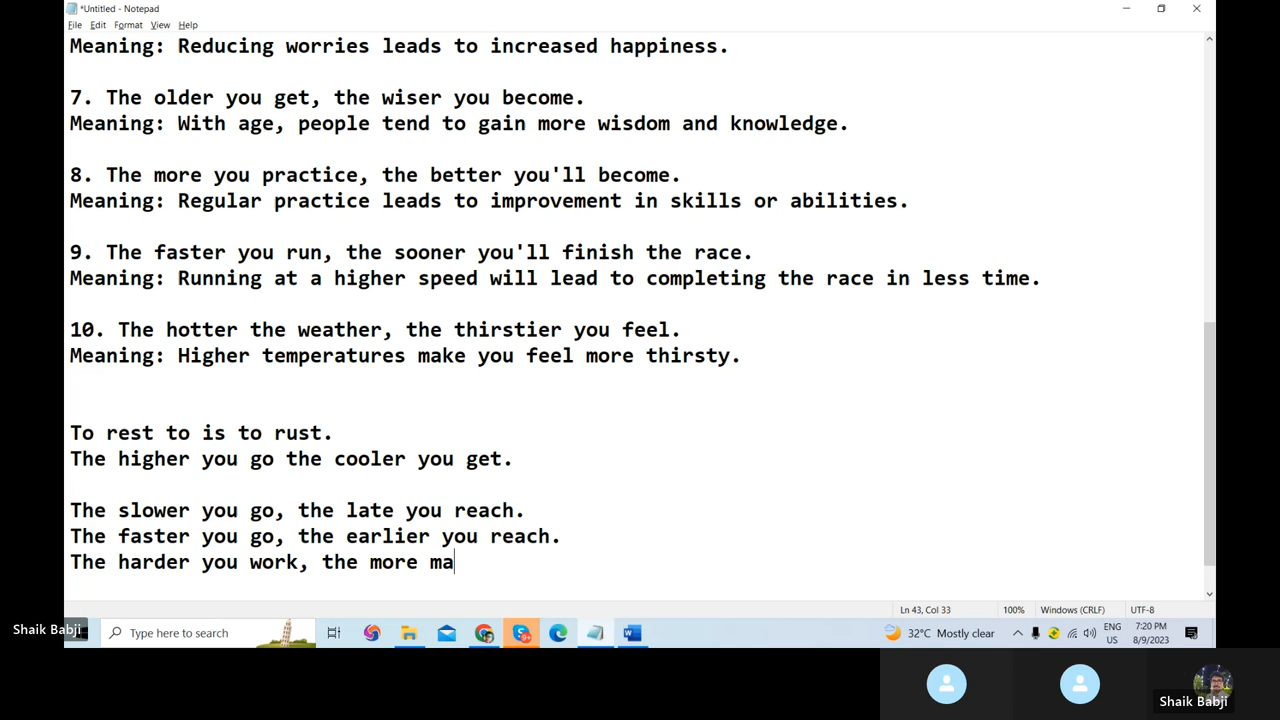 *Untitled - Notepad
File Edit Format View Help
Meaning: Reducing worries leads to increased happiness.
7. The older you get, the wiser you become.
Meaning: With age, people tend to gain more wisdom and knowledge.
8. The more you practice, the better you'll become.
Meaning: Regular practice leads to improvement in skills or abilities.
9. The faster you run, the sooner you'll finish the race.
Meaning: Running at a higher speed will lead to completing the race in less time.
10. The hotter the weather, the thirstier you feel.
Meaning: Higher temperatures make you feel more thirsty.
To rest to is to rust.
The higher you go the cooler you get.
The slower you go, the late you reach.
The faster you go, the earlier you reach.
The harder you work, the more ma
Ln 43, Col 33 100% Windows (CRLF) UTF-8
Shaik Babji
Type here to search
32°C Mostly clear
ENG
US
7:20 PM
8/9/2023
Shaik Babji